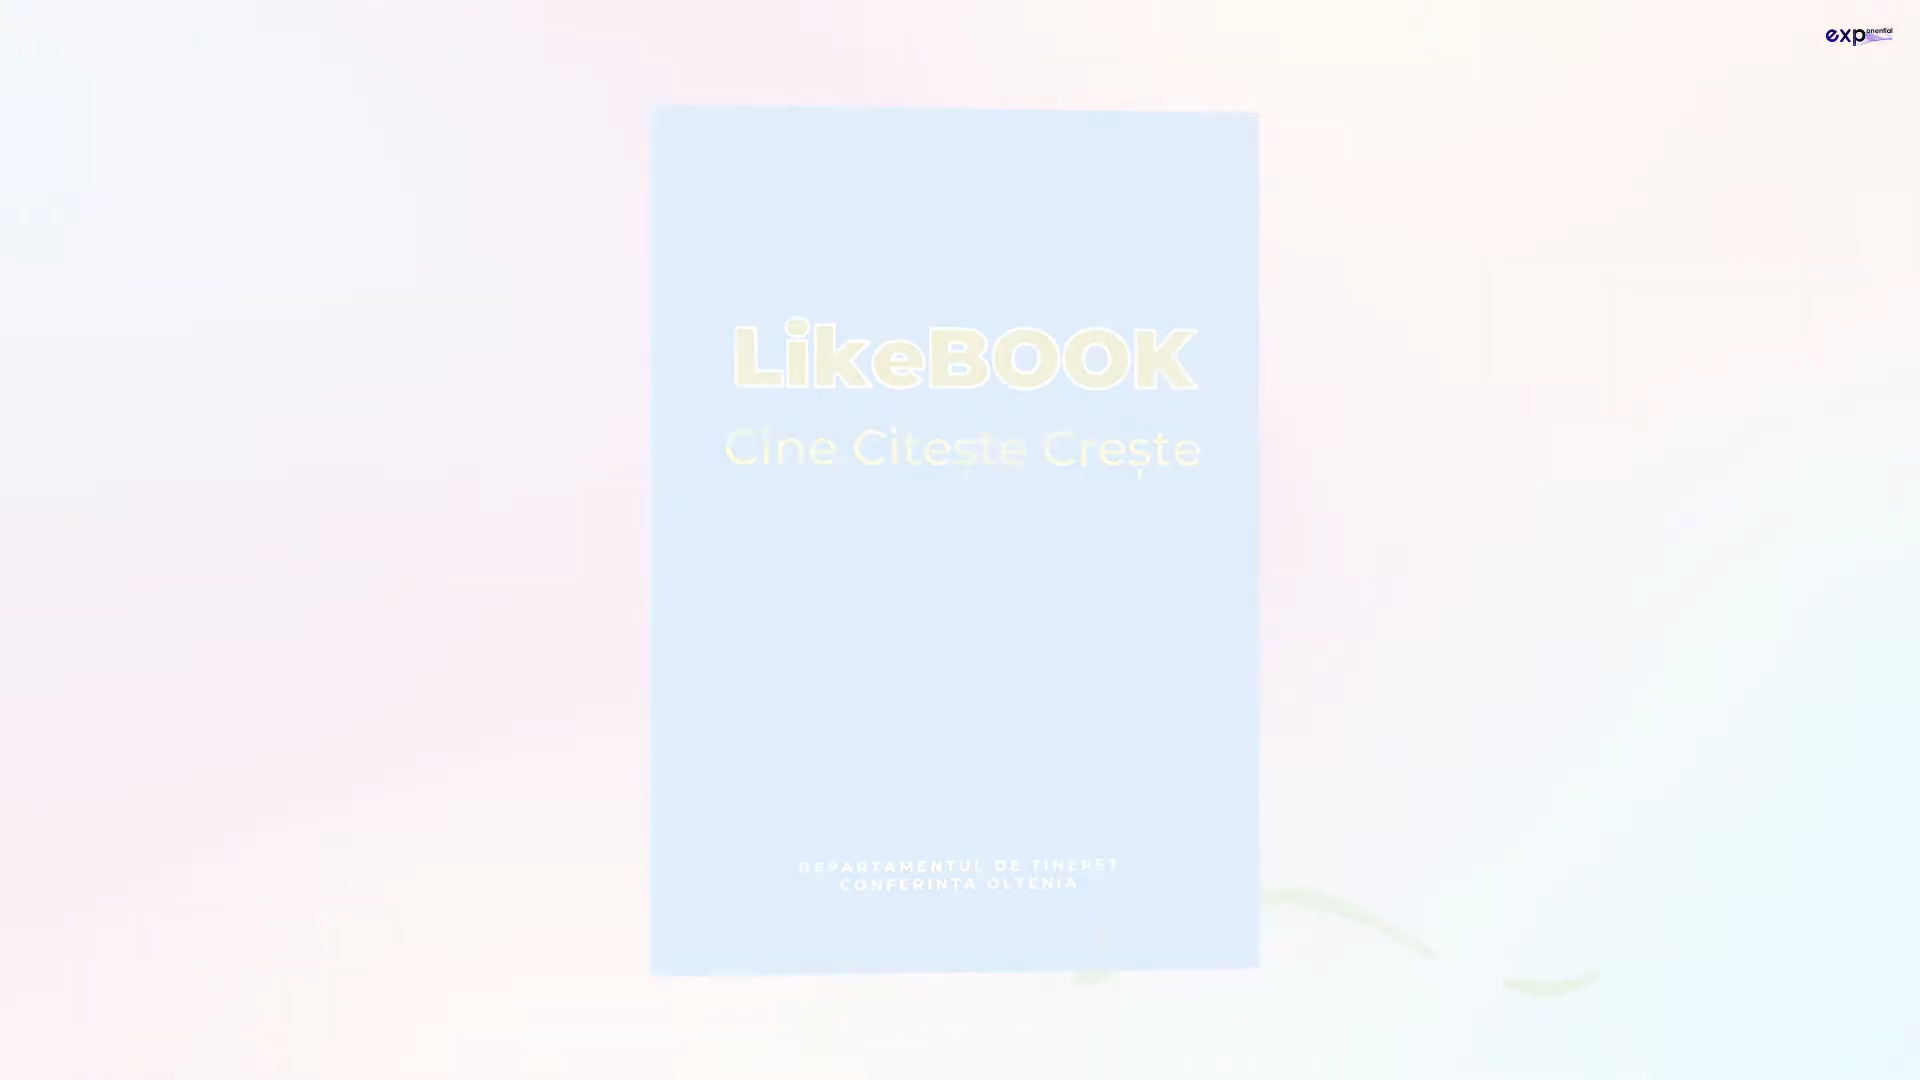 exponential
LikeBOOK
Cine Citește Crește
DEPARTAMENTUL DE TINERET
CONFERINȚA OLTENIA